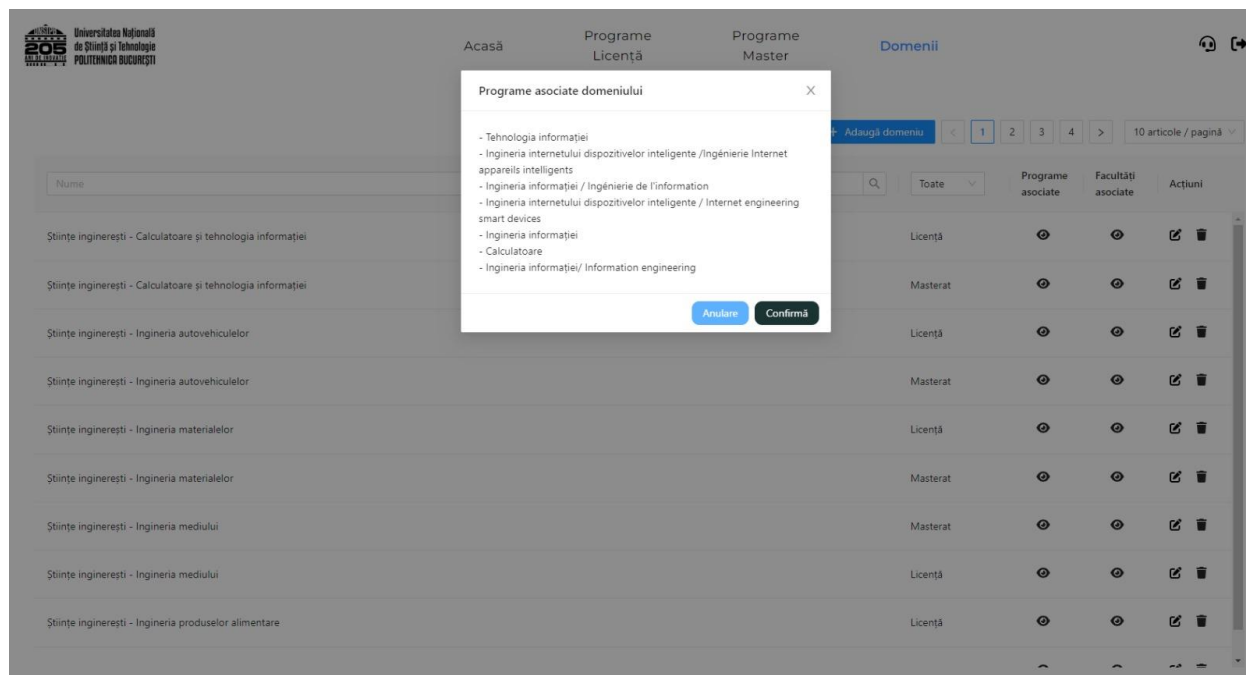 Universitatea Națională
de Știință și Tehnologie
POLITEHNICA BUCUREȘTI
205
ANI DE INOVAȚIE
Acasă
Programe
Licență
Programe
Master
Domenii
Programe asociate domeniului
- Tehnologia informației
- Ingineria internetului dispozitivelor inteligente /Ingénierie Internet
appareils intelligents
- Ingineria informației / Ingénierie de l'information
- Ingineria internetului dispozitivelor inteligente / Internet engineering
smart devices
- Ingineria informației
- Calculatoare
- Ingineria informației/ Information engineering
Anulare Confirmă
+ Adaugă domeniu < 1 2 3 4 > 10 articole / pagină
Nume Toate
Programe
asociate
Facultăți
asociate
Acțiuni
Științe inginerești - Calculatoare și tehnologia informației Licență
Științe inginerești - Calculatoare și tehnologia informației Masterat
Științe inginerești - Ingineria autovehiculelor Licență
Științe inginerești - Ingineria autovehiculelor Masterat
Științe inginerești - Ingineria materialelor Licență
Științe inginerești - Ingineria materialelor Masterat
Științe inginerești - Ingineria mediului Masterat
Științe inginerești - Ingineria mediului Licență
Științe inginerești - Ingineria produselor alimentare Licență